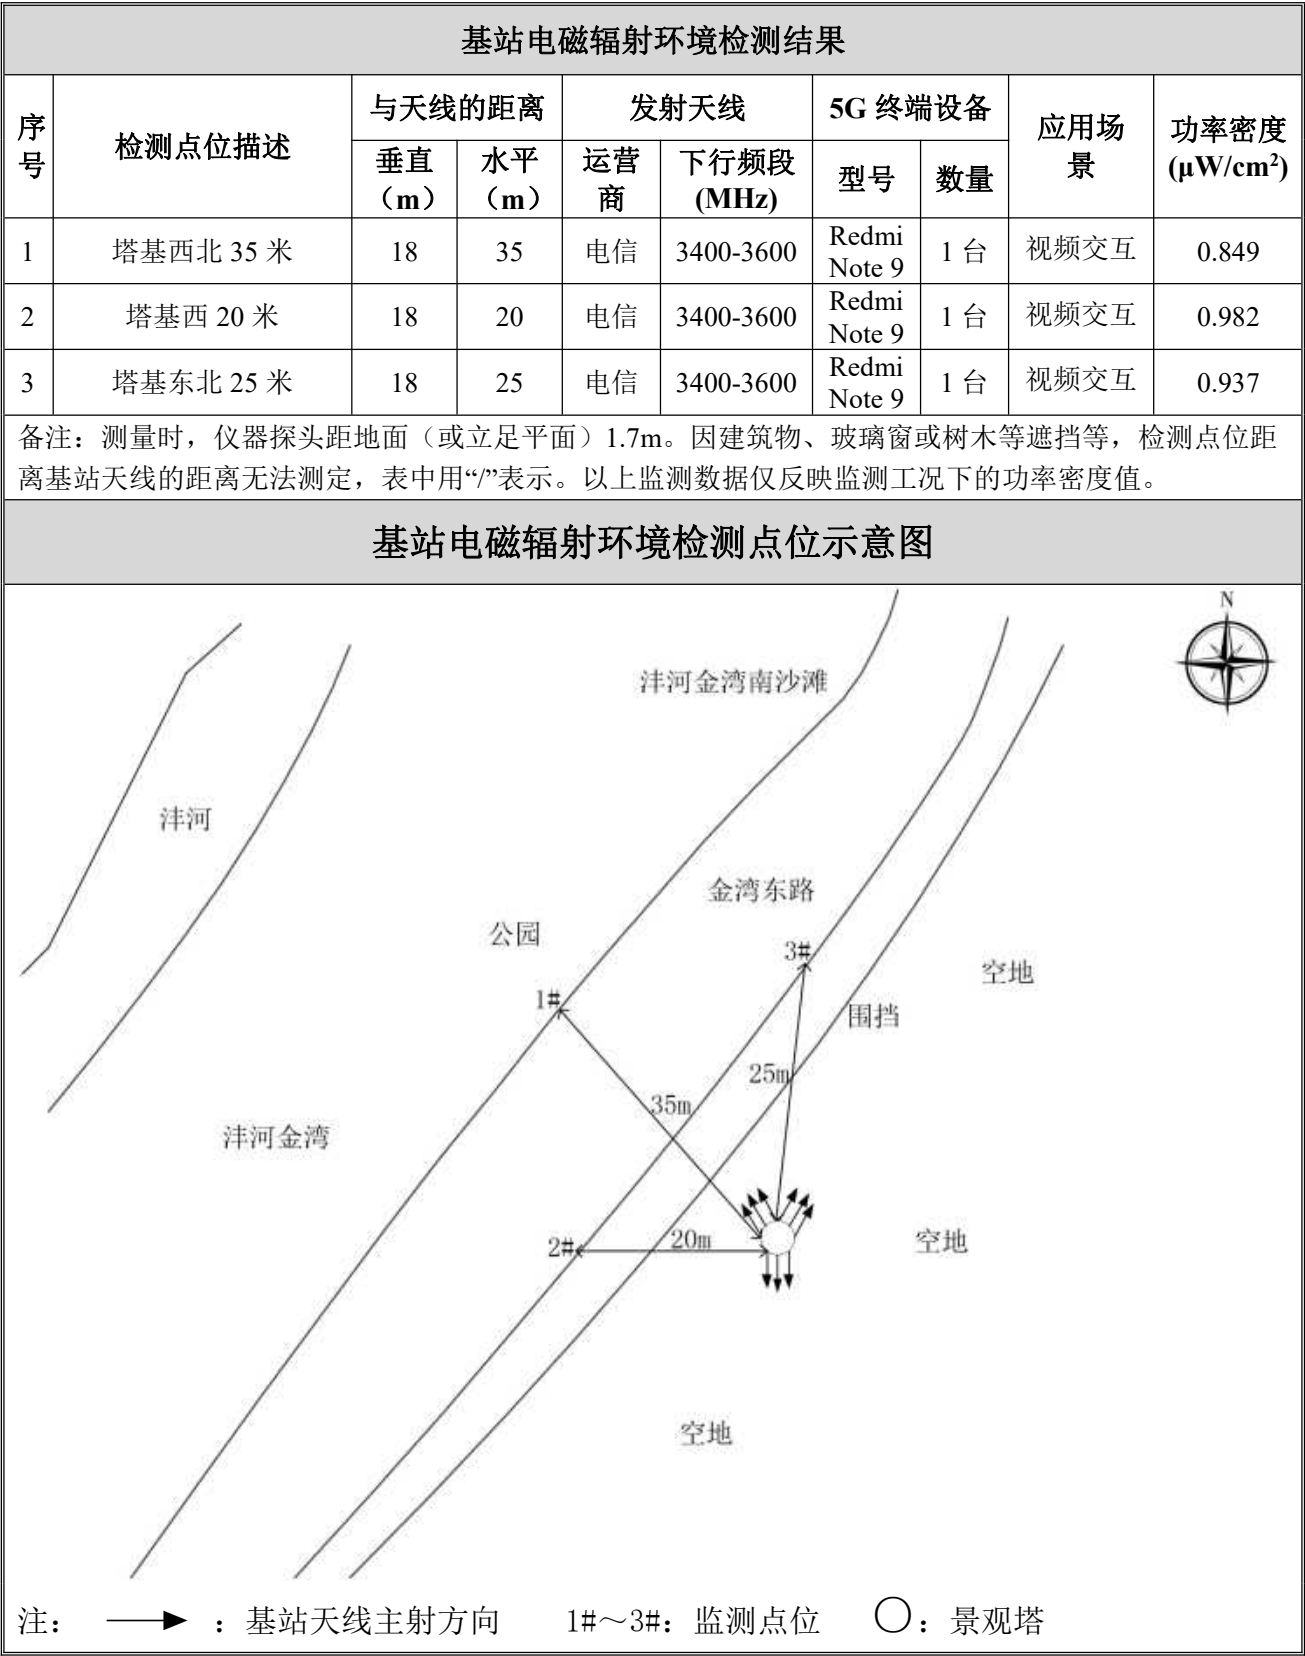 基站电磁辐射环境检测结果
序号 检测点位描述 与天线的距离 发射天线 5G 终端设备 应用场景 功率密度(μW/cm²)
垂直（m） 水平（m） 运营商 下行频段(MHz) 型号 数量
1 塔基西北 35 米 18 35 电信 3400-3600 Redmi Note 9 1 台 视频交互 0.849
2 塔基西 20 米 18 20 电信 3400-3600 Redmi Note 9 1 台 视频交互 0.982
3 塔基东北 25 米 18 25 电信 3400-3600 Redmi Note 9 1 台 视频交互 0.937
备注：测量时，仪器探头距地面（或立足平面）1.7m。因建筑物、玻璃窗或树木等遮挡等，检测点位距
离基站天线的距离无法测定，表中用“/”表示。以上监测数据仅反映监测工况下的功率密度值。
基站电磁辐射环境检测点位示意图
N
沣河金湾南沙滩
沣河
金湾东路
公园
3#
空地
1#
围挡
25m
35m
沣河金湾
2#
20m
空地
空地
注： ：基站天线主射方向 1#～3#：监测点位 ：景观塔